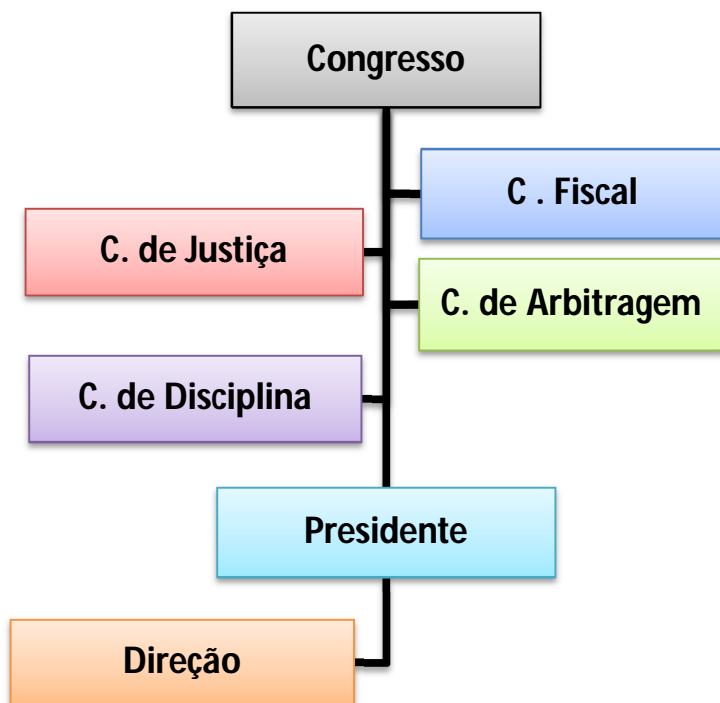 Congresso
C . Fiscal
C. de Justiça
C. de Arbitragem
C. de Disciplina
Presidente
Direção